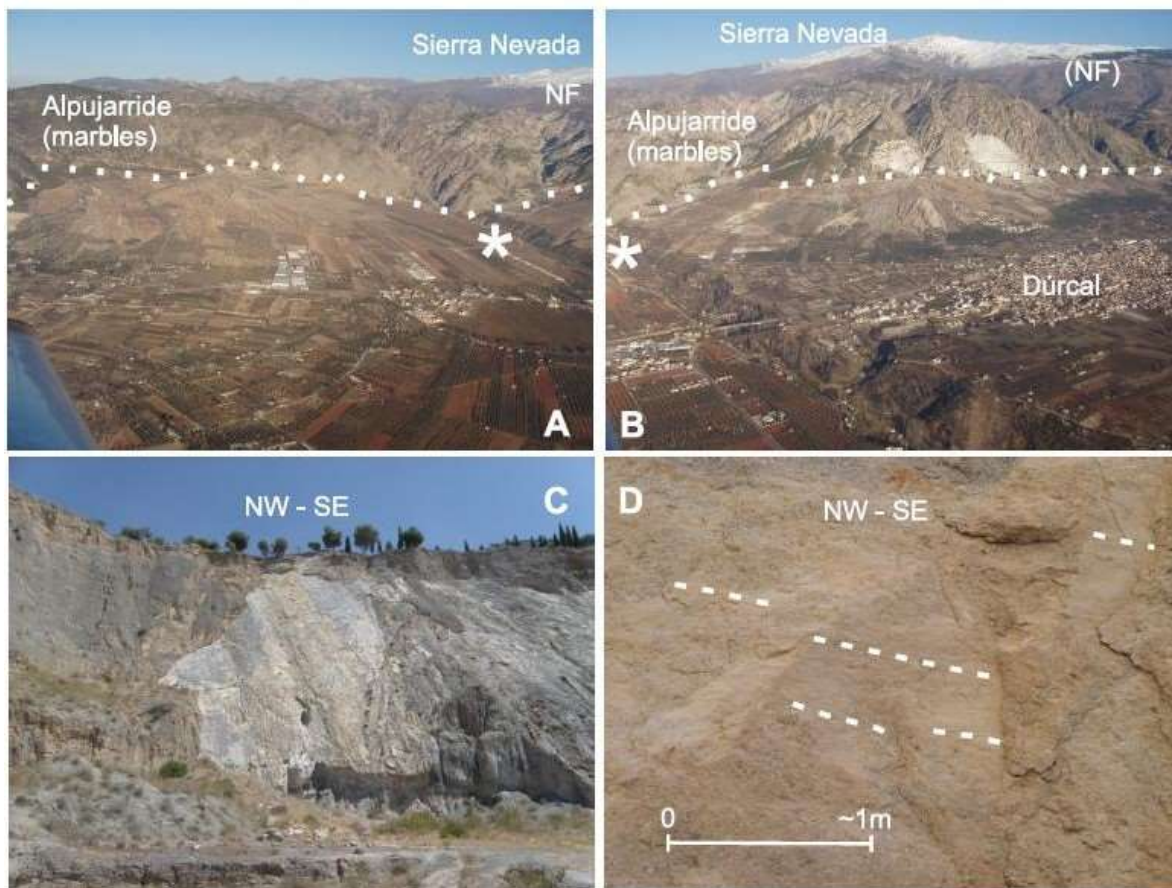 Sierra Nevada
NF
Alpujarride
(marbles)
*
A
Sierra Nevada
(NF)
Alpujarride
(marbles)
*
Dúrcal
B
NW - SE
C
D
NW - SE
0
~1m